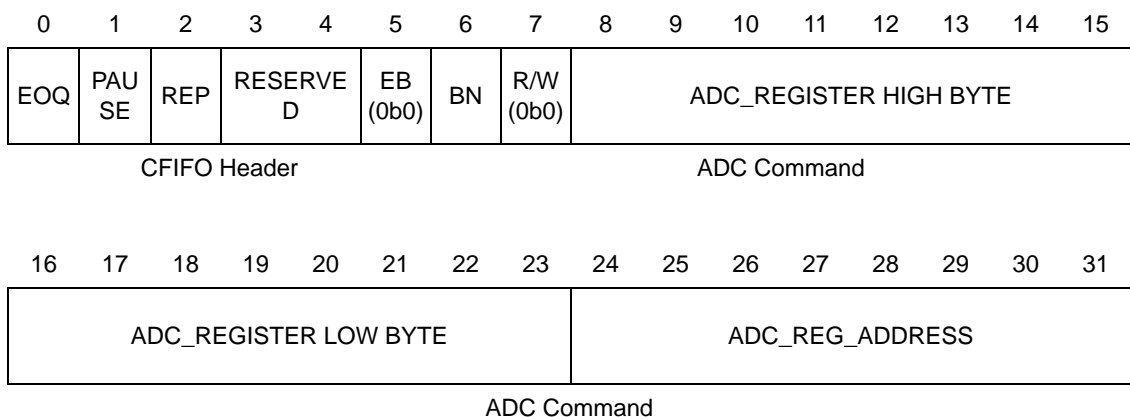 0 1 2 3 4 5 6 7 8 9 10 11 12 13 14 15
EOQ PAU SE REP RESERVE D EB (0b0) BN R/W (0b0) ADC_REGISTER HIGH BYTE
CFIFO Header ADC Command
16 17 18 19 20 21 22 23 24 25 26 27 28 29 30 31
ADC_REGISTER LOW BYTE ADC_REG_ADDRESS
ADC Command